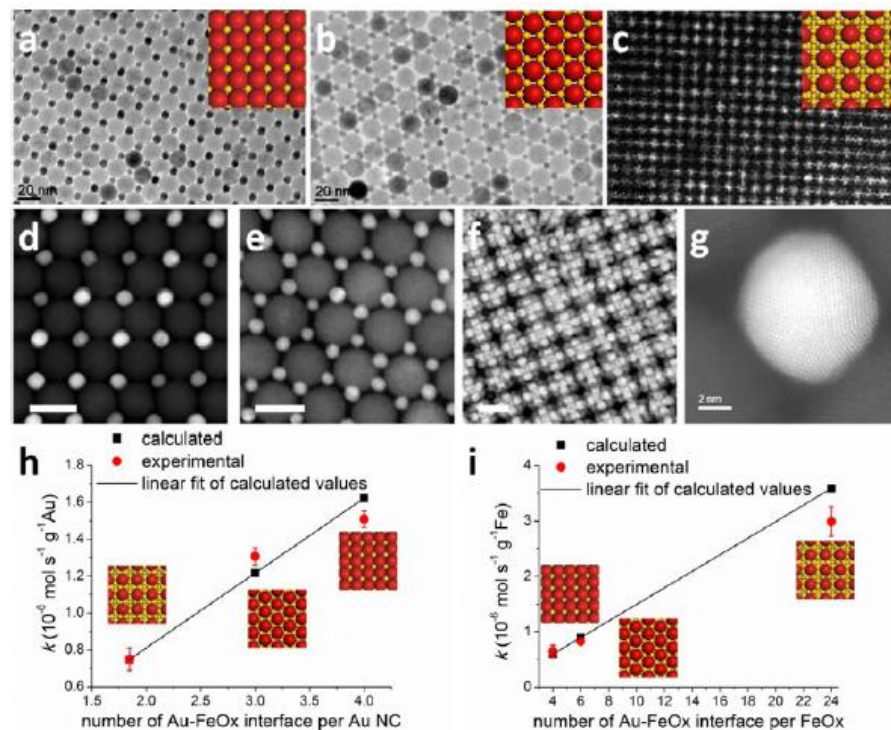 a
b
c
20 nm
20 nm
d
e
f
g
2 nm
h
calculated
experimental
linear fit of calculated values
k (10⁻⁶ mol s⁻¹ g⁻¹Au)
1.8
1.6
1.4
1.2
1.0
0.8
0.6
1.5 2.0 2.5 3.0 3.5 4.0
number of Au-FeOx interface per Au NC
i
calculated
experimental
linear fit of calculated values
k (10⁻⁶ mol s⁻¹ g⁻¹Fe)
4
3
2
1
0
4 6 8 10 12 14 16 18 20 22 24
number of Au-FeOx interface per FeOx